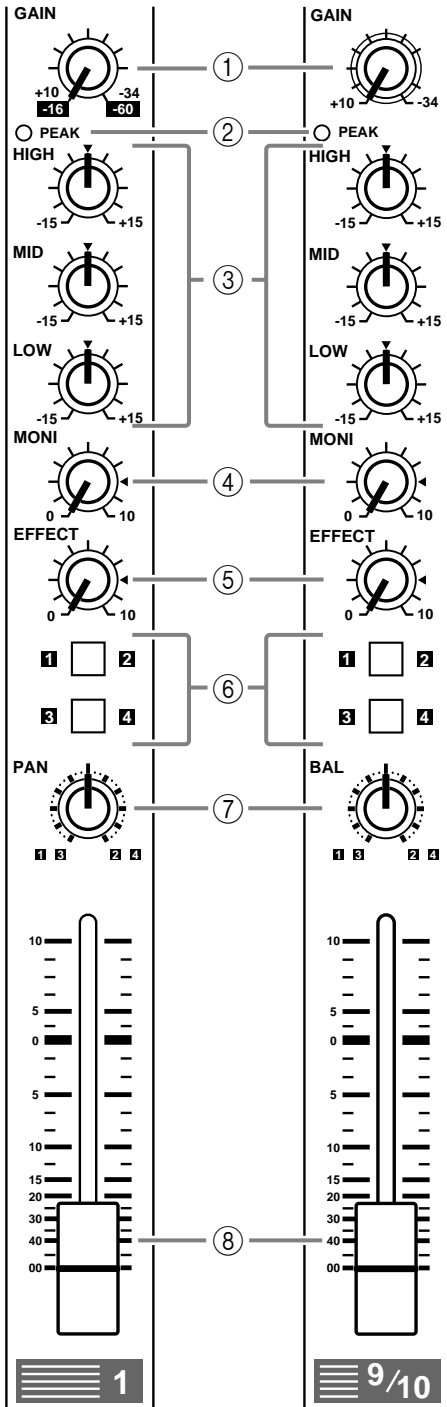 GAIN GAIN
①
+10 -34 +10 -34
-16 -60
PEAK ② PEAK
HIGH HIGH
-15 +15 -15 +15
MID ③ MID
-15 +15 -15 +15
LOW LOW
-15 +15 -15 +15
MONI MONI
④
0 10 0 10
EFFECT EFFECT
⑤
0 10 0 10
1 2 1 2
⑥
3 4 3 4
PAN BAL
⑦
1 3 2 4 1 3 2 4
10 10
5 5
0 0
5 5
10 10
15 15
20 20
30 30
40 ⑧ 40
00 00
1 9/10